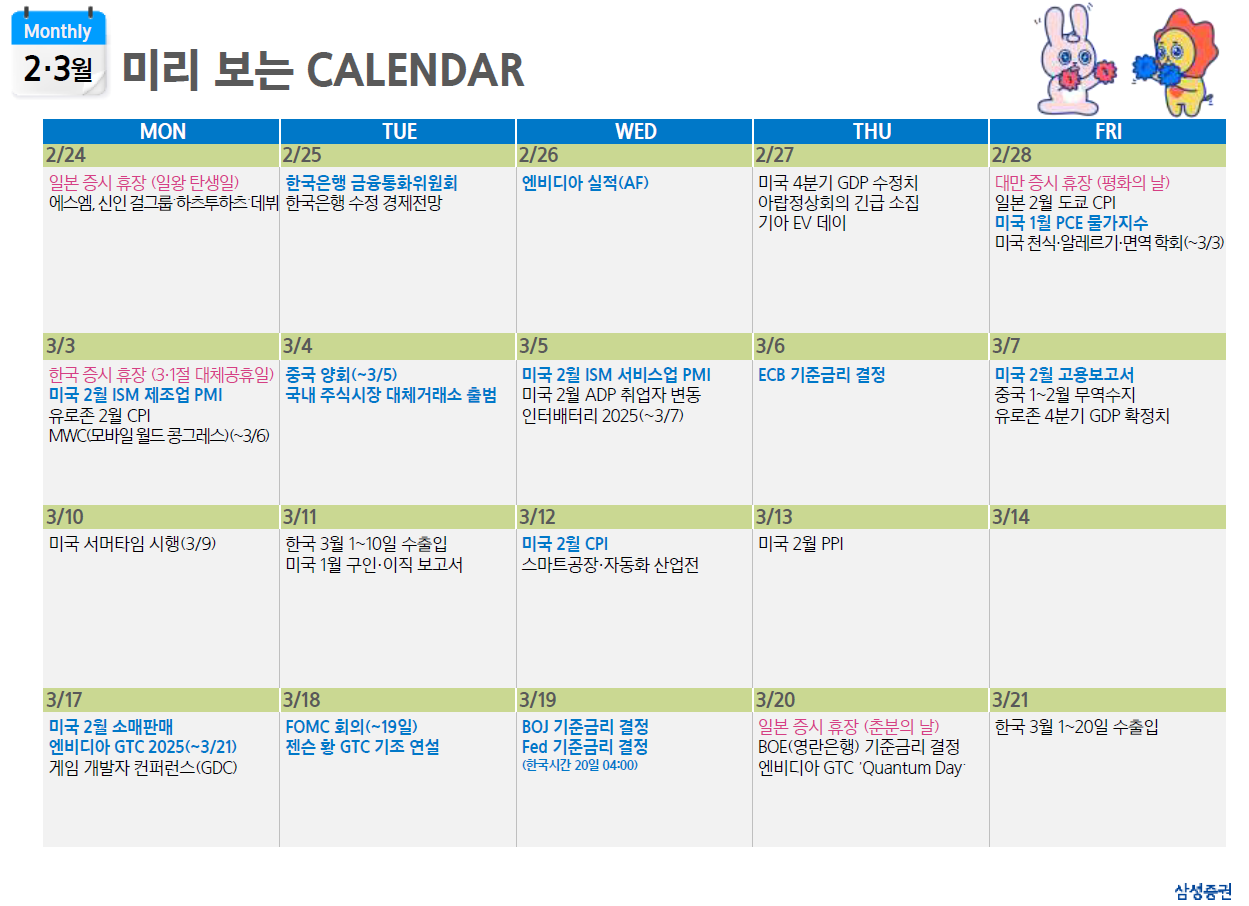 Monthly
2·3월
미리 보는 CALENDAR
MON TUE WED THU FRI
2/24 2/25 2/26 2/27 2/28
일본 증시 휴장 (일왕 탄생일)
에스엠, 신인 걸그룹 '하츠투하츠' 데뷔
한국은행 금융통화위원회
한국은행 수정 경제전망
엔비디아 실적(AF)
미국 4분기 GDP 수정치
아랍정상회의 긴급 소집
기아 EV 데이
대만 증시 휴장 (평화의 날)
일본 2월 도쿄 CPI
미국 1월 PCE 물가지수
미국 천식·알레르기·면역 학회(~3/3)
3/3 3/4 3/5 3/6 3/7
한국 증시 휴장 (3·1절 대체공휴일)
미국 2월 ISM 제조업 PMI
유로존 2월 CPI
MWC(모바일 월드 콩그레스)(~3/6)
중국 양회(~3/5)
국내 주식시장 대체거래소 출범
미국 2월 ISM 서비스업 PMI
미국 2월 ADP 취업자 변동
인터배터리 2025(~3/7)
ECB 기준금리 결정
미국 2월 고용보고서
중국 1~2월 무역수지
유로존 4분기 GDP 확정치
3/10 3/11 3/12 3/13 3/14
미국 서머타임 시행(3/9)
한국 3월 1~10일 수출입
미국 1월 구인·이직 보고서
미국 2월 CPI
스마트공장·자동화 산업전
미국 2월 PPI
3/17 3/18 3/19 3/20 3/21
미국 2월 소매판매
엔비디아 GTC 2025(~3/21)
게임 개발자 컨퍼런스(GDC)
FOMC 회의(~19일)
젠슨 황 GTC 기조 연설
BOJ 기준금리 결정
Fed 기준금리 결정
(한국시간 20일 04:00)
일본 증시 휴장 (춘분의 날)
BOE(영란은행) 기준금리 결정
엔비디아 GTC 'Quantum Day'
한국 3월 1~20일 수출입
삼성증권